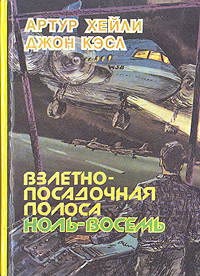 АРТУР ХЕЙЛИ
ДЖОН КЭСЛ
ВЗЛЕТНО-
ПОСАДОЧНАЯ
ПОЛОСА
НОЛЬ-ВОСЕМЬ